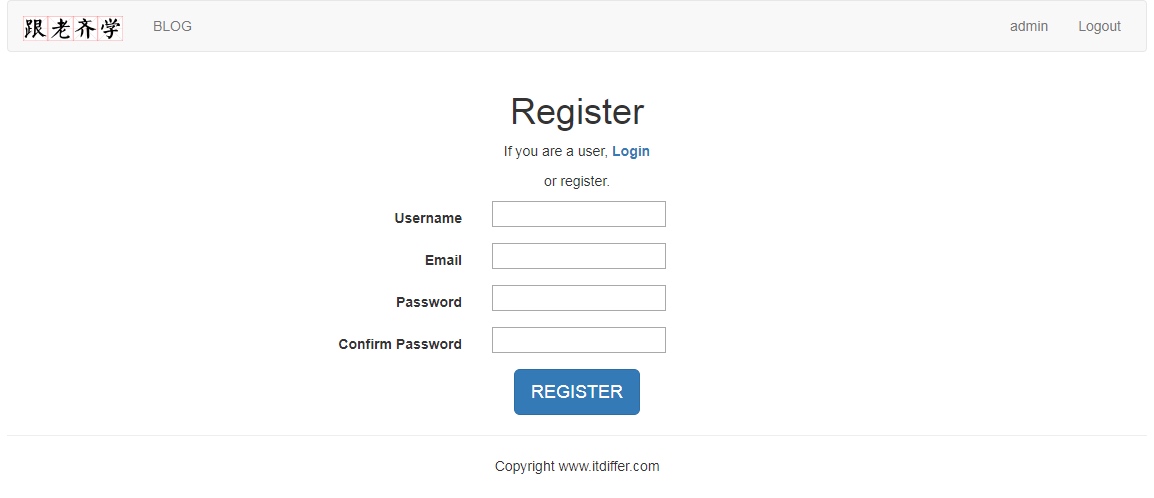 跟老齐学 BLOG admin Logout
Register
If you are a user, Login
or register.
Username
Email
Password
Confirm Password
REGISTER
Copyright www.itdiffer.com